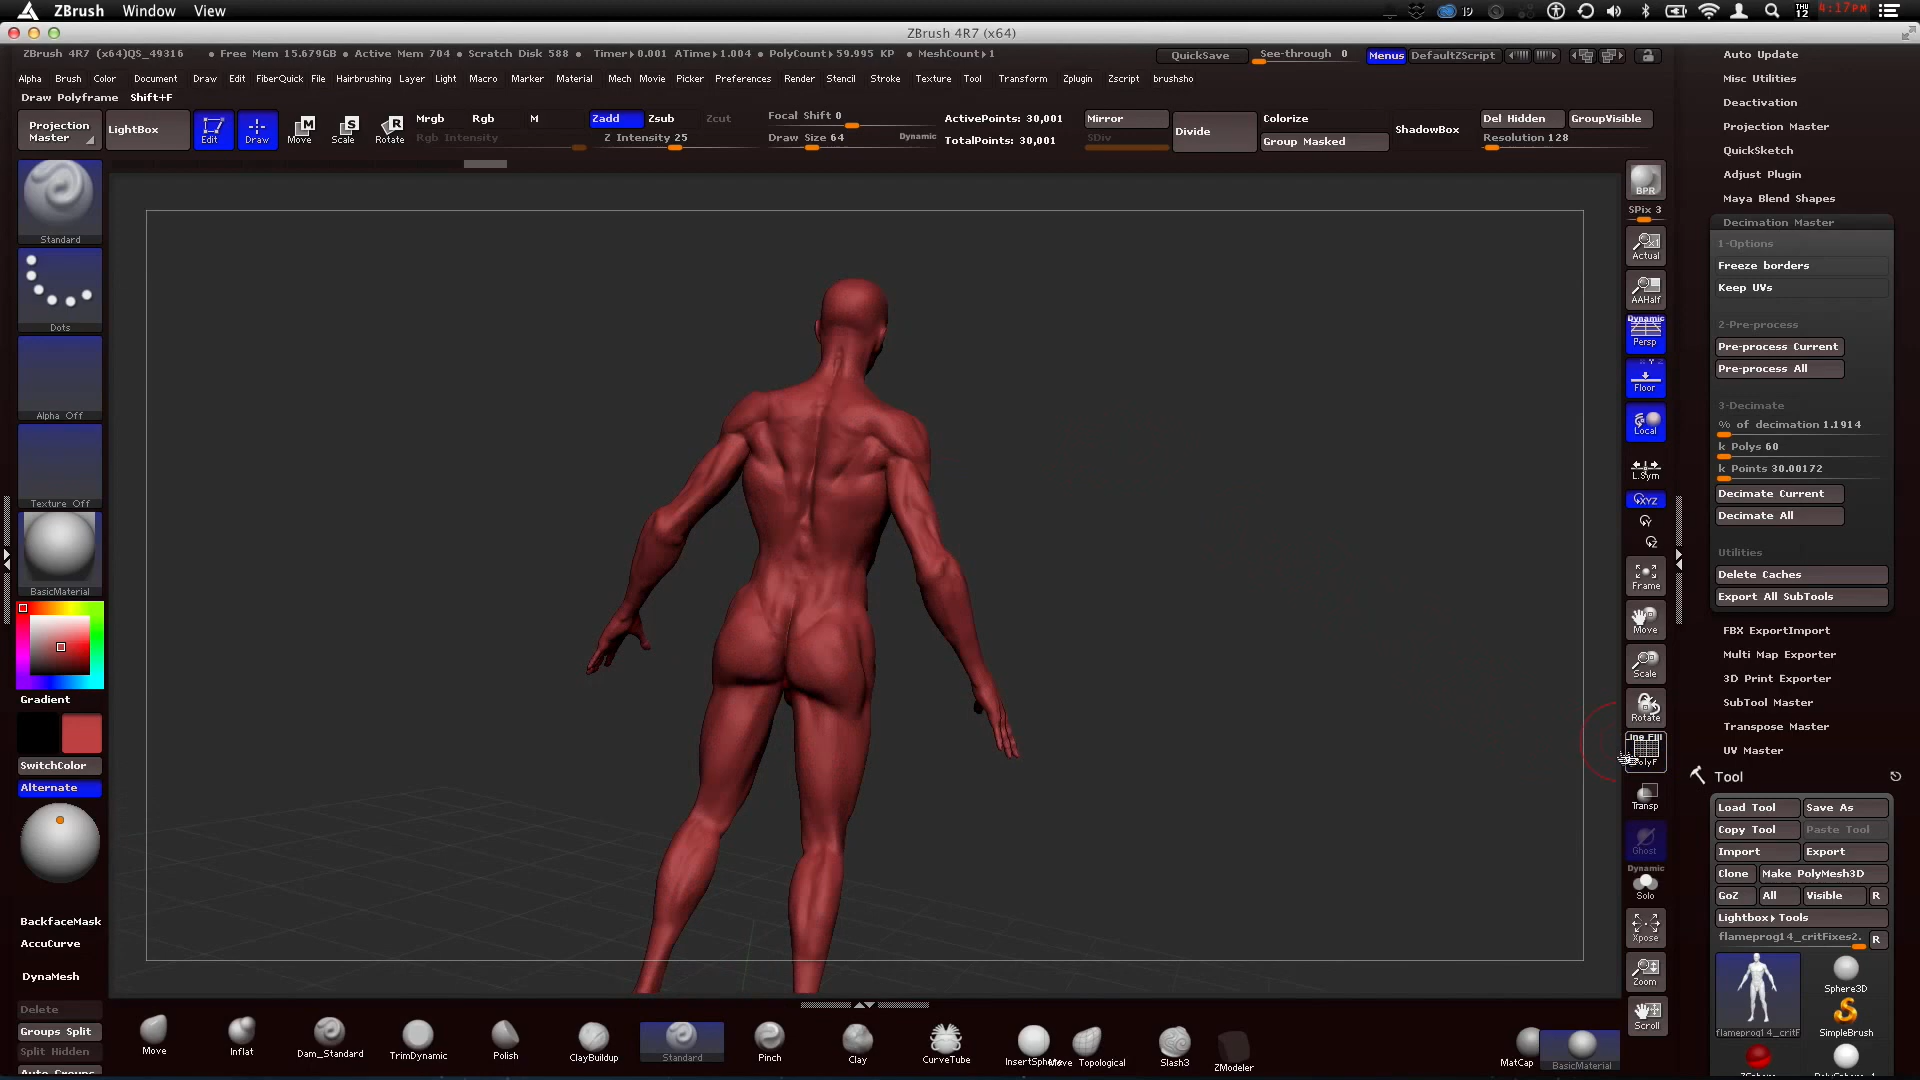 ZBrush Window View 19 THU 12 4:17PM
ZBrush 4R7 (x64)
ZBrush 4R7 (x64)QS_49316 • Free Mem 15.679GB • Active Mem 704 • Scratch Disk 588 • Timer▸0.001 ATime▸1.004 • PolyCount▸59.995 KP • MeshCount▸1 QuickSave See-through 0 Menus DefaultZScript
Alpha Brush Color Document Draw Edit FiberQuick File Hairbrushing Layer Light Macro Marker Material Mech Movie Picker Preferences Render Stencil Stroke Texture Tool Transform Zplugin Zscript brushsho
Draw Polyframe Shift+F
Projection Master
LightBox
Edit Draw Move Scale Rotate
Mrgb Rgb M
Rgb Intensity
Zadd Zsub Zcut
Z Intensity 25
Focal Shift 0
Draw Size 64 Dynamic
ActivePoints: 30,001
TotalPoints: 30,001
Mirror
SDiv
Divide
Colorize
Group Masked
ShadowBox
Del Hidden GroupVisible
Resolution 128
Standard
Dots
Alpha Off
Texture Off
BasicMaterial
Gradient
SwitchColor
Alternate
BackfaceMask
AccuCurve
DynaMesh
Delete
Groups Split
Split Hidden
Auto Groups
BPR
SPix 3
Actual
AAHalf
Dynamic
Persp
Floor
Local
L.Sym
XYZ
Y
Z
Frame
Move
Scale
Rotate
PolyF
Transp
Ghost
Dynamic
Solo
Xpose
Zoom
Scroll
Auto Update
Misc Utilities
Deactivation
Projection Master
QuickSketch
Adjust Plugin
Maya Blend Shapes
Decimation Master
1-Options
Freeze borders
Keep UVs
2-Pre-process
Pre-process Current
Pre-process All
3-Decimate
% of decimation 1.1914
k Polys 60
k Points 30.00172
Decimate Current
Decimate All
Utilities
Delete Caches
Export All SubTools
FBX ExportImport
Multi Map Exporter
3D Print Exporter
SubTool Master
Transpose Master
UV Master
Tool
Load Tool Save As
Copy Tool Paste Tool
Import Export
Clone Make PolyMesh3D
GoZ All Visible R
Lightbox▸Tools
flameprog14_critFixes2. R
flameprog14_critF Sphere3D
SimpleBrush
Move Inflat Dam_Standard TrimDynamic Polish ClayBuildup Standard Pinch Clay CurveTube InsertSphere Move Topological Slash3 ZModeler MatCap BasicMaterial